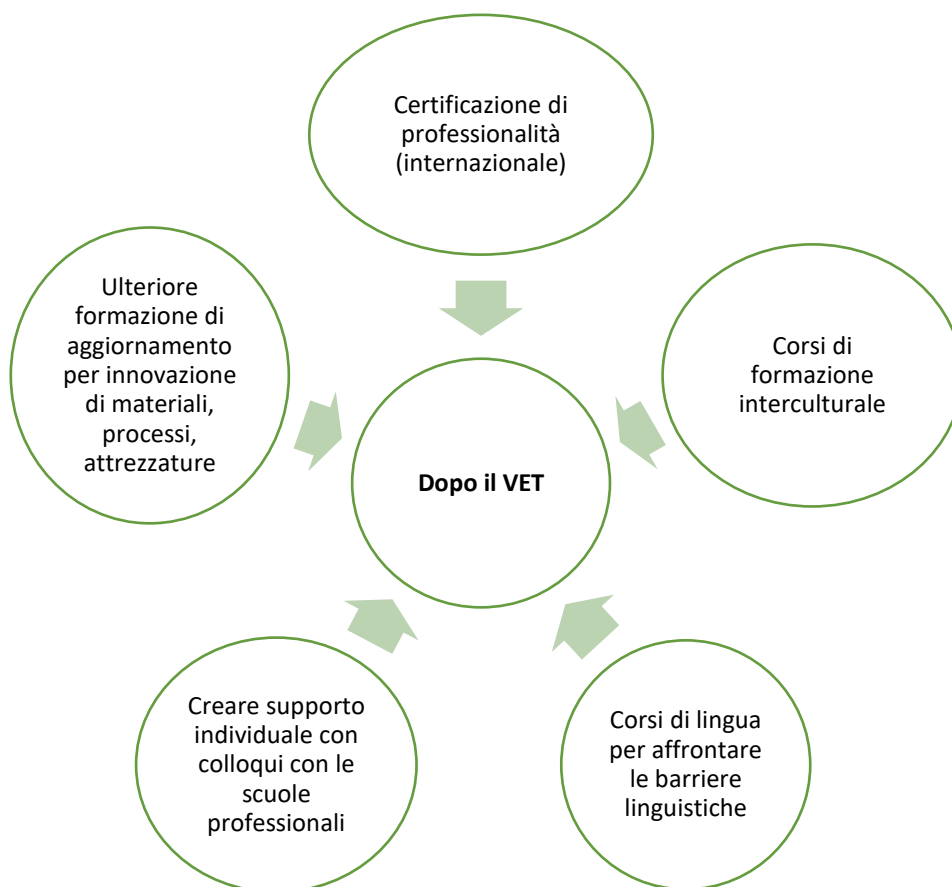 Certificazione di
professionalità
(internazionale)
Ulteriore
formazione di
aggiornamento
per innovazione
di materiali,
processi,
attrezzature
Corsi di
formazione
interculturale
Dopo il VET
Creare supporto
individuale con
colloqui con le
scuole
professionali
Corsi di lingua
per affrontare
le barriere
linguistiche